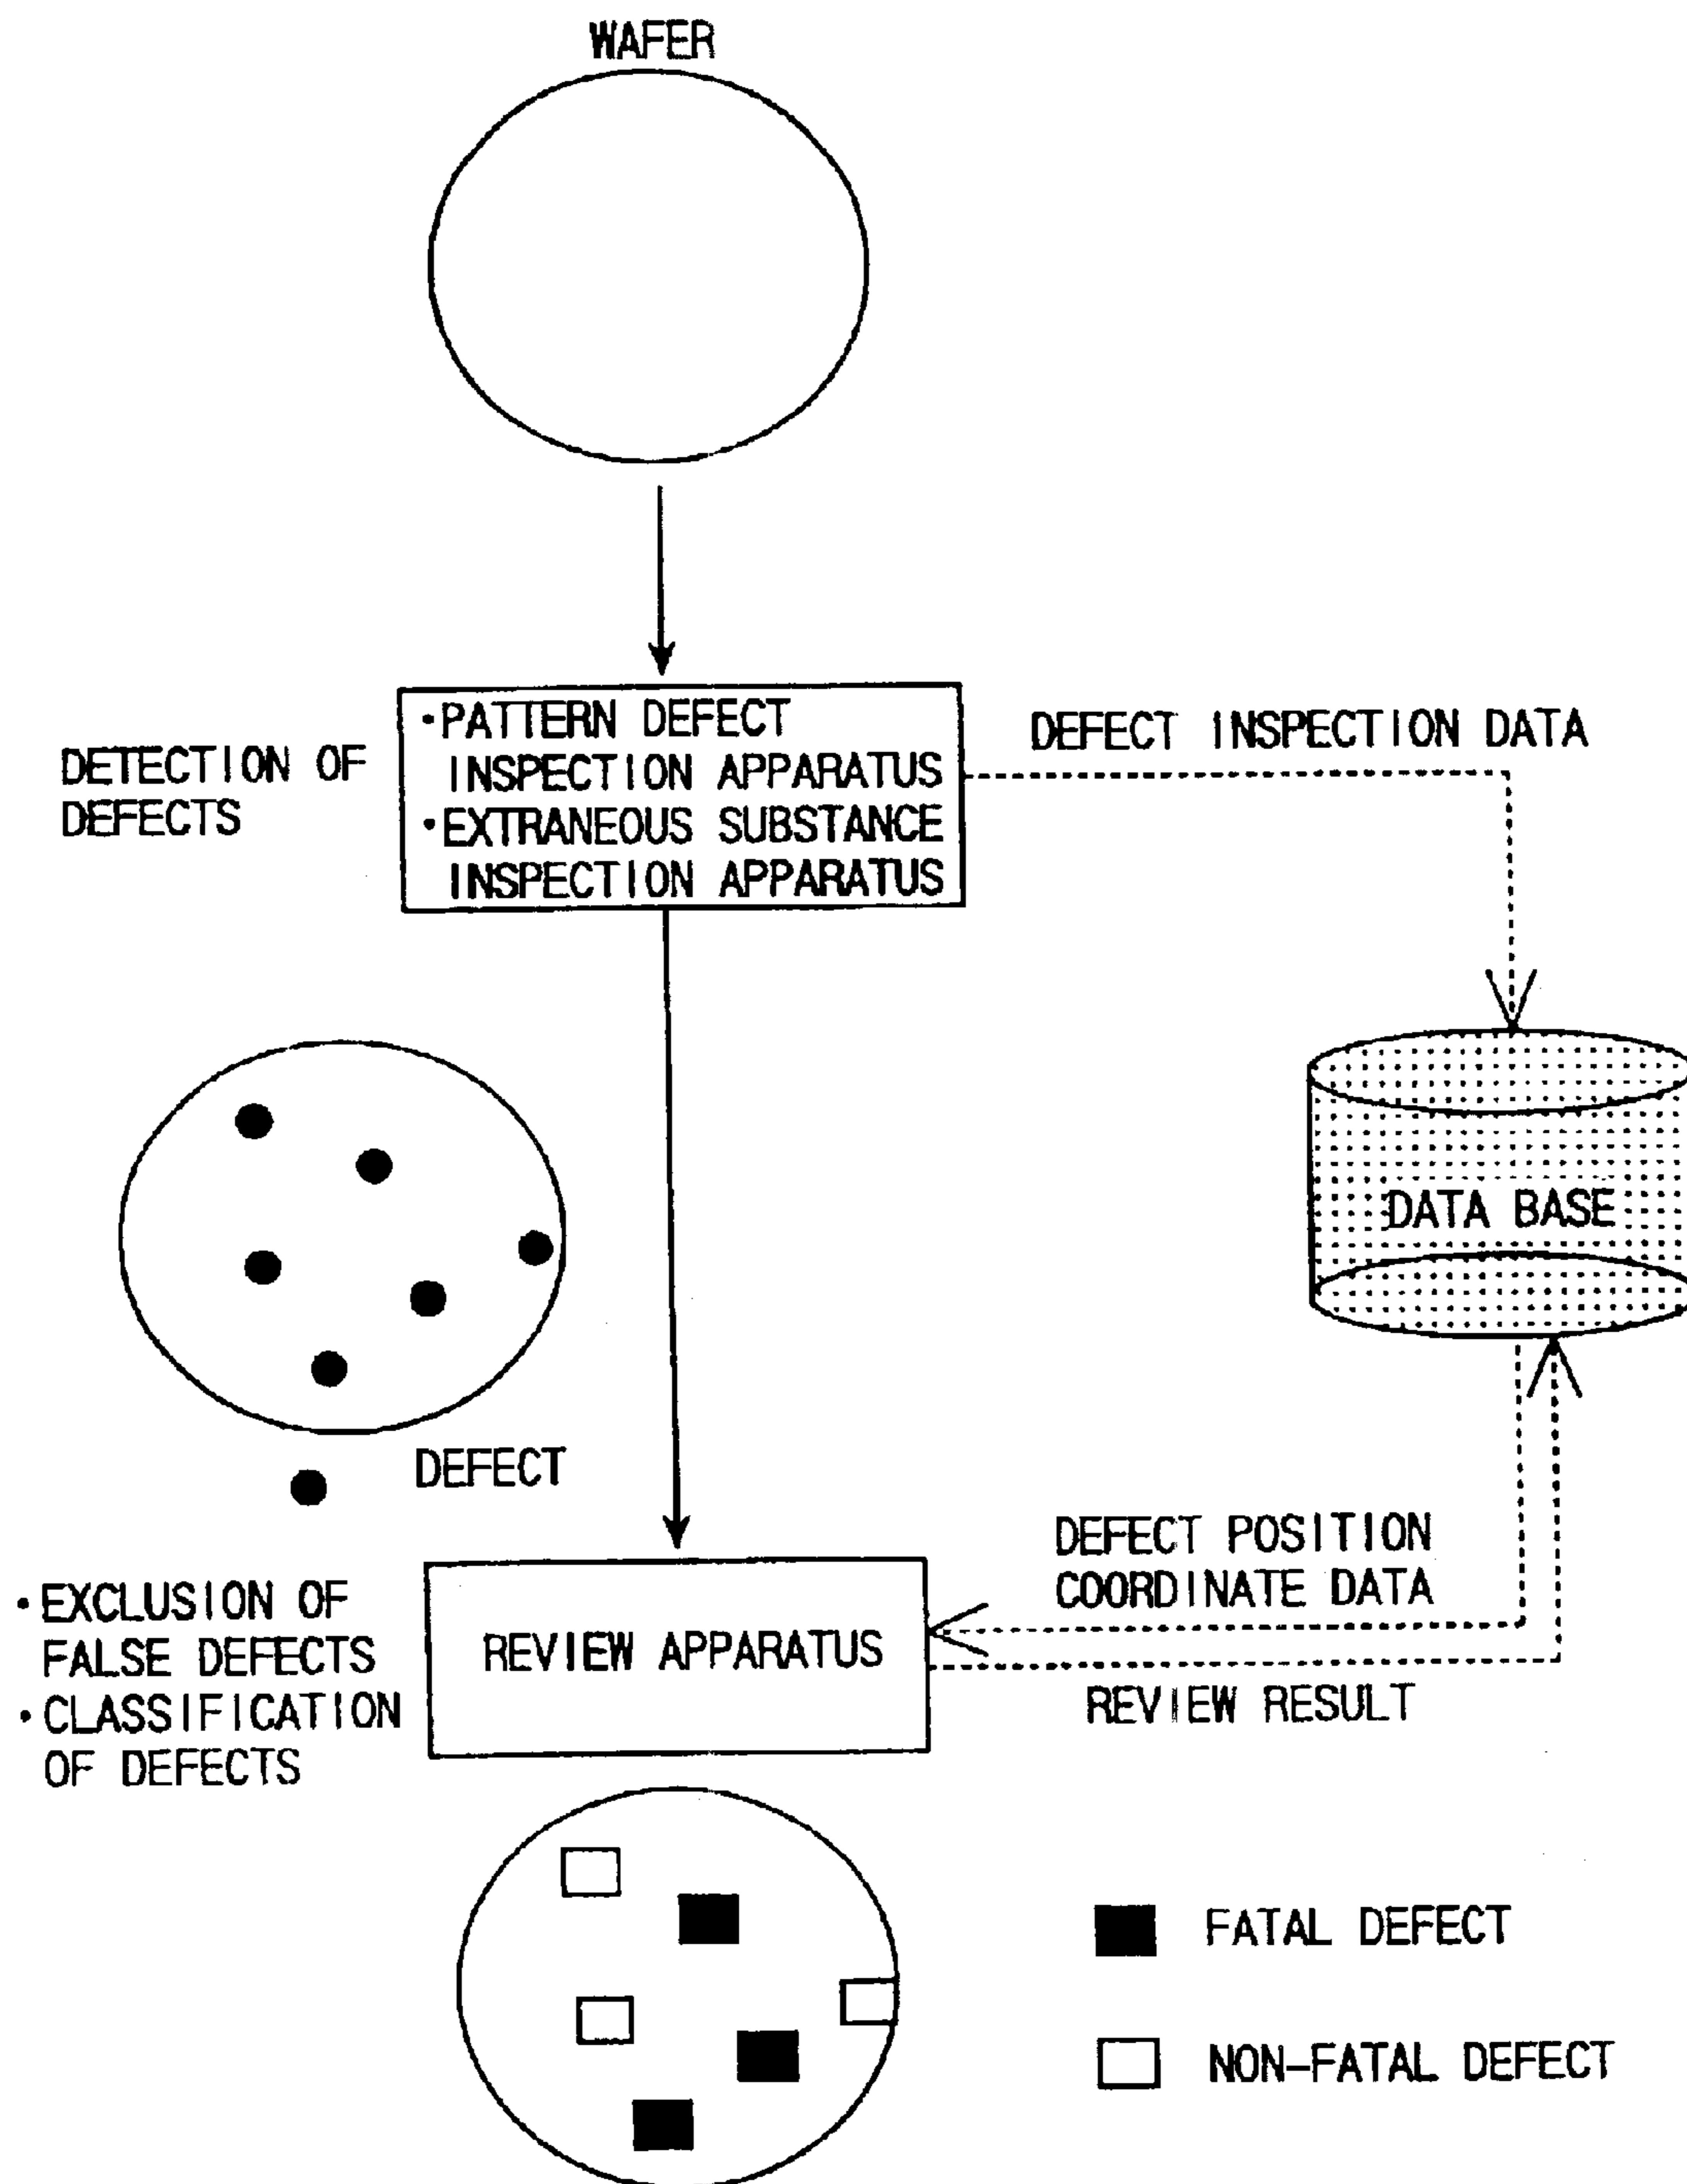 WAFER
・PATTERN DEFECT
INSPECTION APPARATUS
・EXTRANEOUS SUBSTANCE
INSPECTION APPARATUS
DETECTION OF
DEFECTS
DEFECT INSPECTION DATA
DATA BASE
DEFECT
DEFECT POSITION
COORDINATE DATA
・EXCLUSION OF
FALSE DEFECTS
・CLASSIFICATION
OF DEFECTS
REVIEW APPARATUS
REVIEW RESULT
FATAL DEFECT
NON-FATAL DEFECT